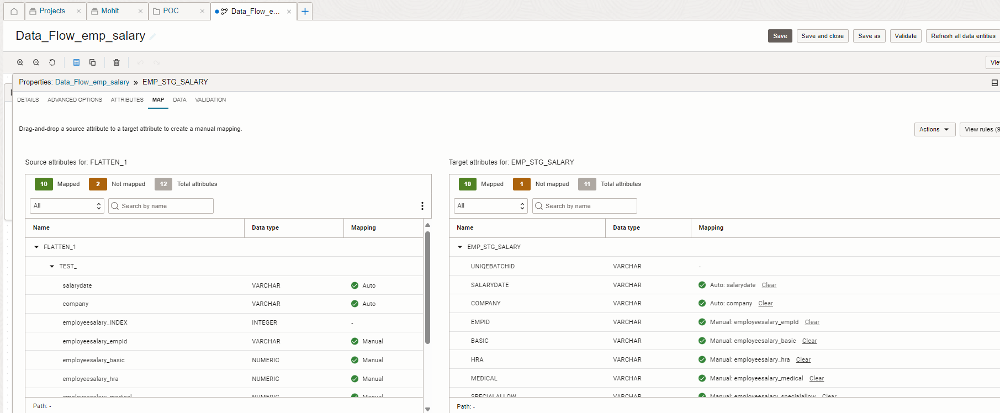 Projects
Mohit
POC
Data_Flow_e...
Data_Flow_emp_salary
Save
Save and close
Save as
Validate
Refresh all data entities
Properties: Data_Flow_emp_salary » EMP_STG_SALARY
DETAILS ADVANCED OPTIONS ATTRIBUTES MAP DATA VALIDATION
Drag-and-drop a source attribute to a target attribute to create a manual mapping.
Actions
View rules (9
Source attributes for: FLATTEN_1
10 Mapped 2 Not mapped 12 Total attributes
All
Search by name
Name Data type Mapping
FLATTEN_1
TEST_
salarydate VARCHAR Auto
company VARCHAR Auto
employeesalary_INDEX INTEGER -
employeesalary_empId VARCHAR Manual
employeesalary_basic NUMERIC Manual
employeesalary_hra NUMERIC Manual
employeesalary_medical NUMERIC Manual
Path: -
Target attributes for: EMP_STG_SALARY
10 Mapped 1 Not mapped 11 Total attributes
All
Search by name
Name Data type Mapping
EMP_STG_SALARY
UNIQEBATCHID VARCHAR -
SALARYDATE VARCHAR Auto: salarydate Clear
COMPANY VARCHAR Auto: company Clear
EMPID VARCHAR Manual: employeesalary_empId Clear
BASIC VARCHAR Manual: employeesalary_basic Clear
HRA VARCHAR Manual: employeesalary_hra Clear
MEDICAL VARCHAR Manual: employeesalary_medical Clear
SPECIALALLOW VARCHAR Manual: employeesalary_specialallow Clear
Path: -